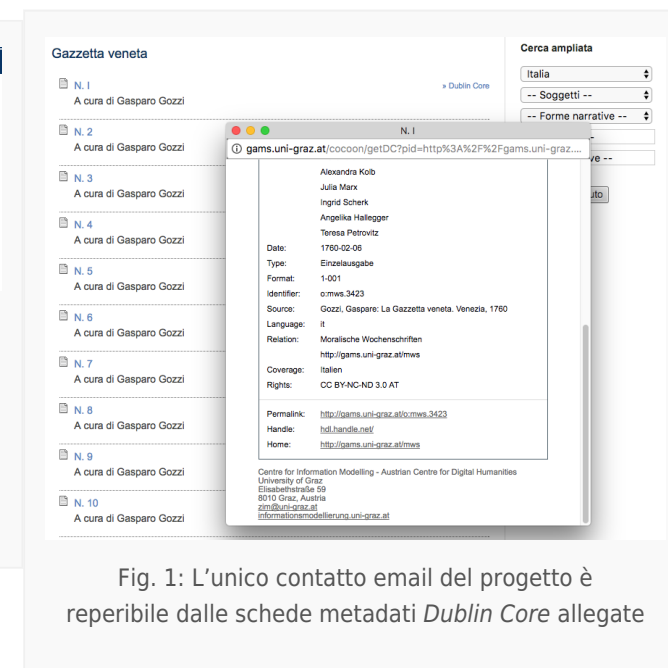 Gazzetta veneta
N. I
» Dublin Core
A cura di Gasparo Gozzi
N. 2
A cura di Gasparo Gozzi
N. 3
A cura di Gasparo Gozzi
N. 4
A cura di Gasparo Gozzi
N. 5
A cura di Gasparo Gozzi
N. 6
A cura di Gasparo Gozzi
N. 7
A cura di Gasparo Gozzi
N. 8
A cura di Gasparo Gozzi
N. 9
A cura di Gasparo Gozzi
N. 10
A cura di Gasparo Gozzi
Cerca ampliata
Italia
-- Soggetti --
-- Forme narrative --
N. I
gams.uni-graz.at/cocoon/getDC?pid=http%3A%2F%2Fgams.uni-graz....
Alexandra Kolb
Julia Marx
Ingrid Scherk
Angelika Hallegger
Teresa Petrovitz
Date: 1760-02-06
Type: Einzelausgabe
Format: 1-001
Identifier: o:mws.3423
Source: Gozzi, Gaspare: La Gazzetta veneta. Venezia, 1760
Language: it
Relation: Moralische Wochenschriften
http://gams.uni-graz.at/mws
Coverage: Italien
Rights: CC BY-NC-ND 3.0 AT
Permalink: http://gams.uni-graz.at/o:mws.3423
Handle: hdl.handle.net/
Home: http://gams.uni-graz.at/mws
Centre for Information Modelling - Austrian Centre for Digital Humanities
University of Graz
Elisabethstraße 59
8010 Graz, Austria
zim@uni-graz.at
informationsmodellierung.uni-graz.at
Fig. 1: L'unico contatto email del progetto è
reperibile dalle schede metadati Dublin Core allegate